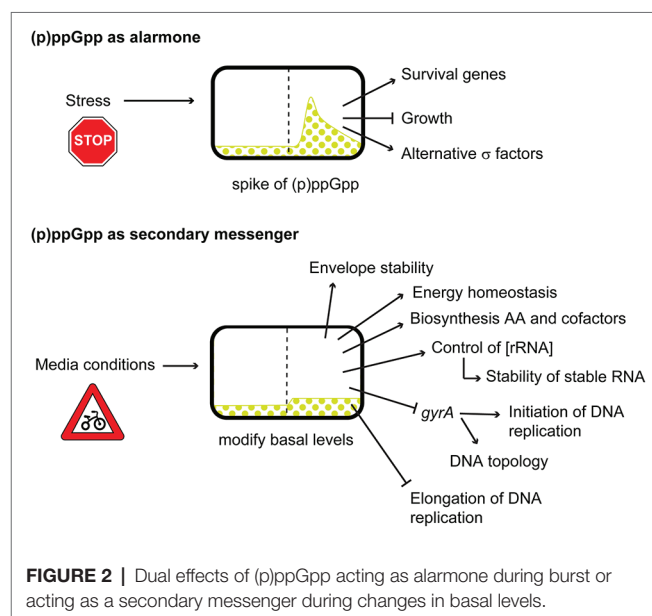 (p)ppGpp as alarmone
Stress
STOP
Survival genes
Growth
Alternative σ factors
spike of (p)ppGpp
(p)ppGpp as secondary messenger
Envelope stability
Energy homeostasis
Biosynthesis AA and cofactors
Control of [rRNA]
Stability of stable RNA
Media conditions
gyrA
Initiation of DNA
replication
DNA topology
modify basal levels
Elongation of DNA
replication
FIGURE 2 | Dual effects of (p)ppGpp acting as alarmone during burst or
acting as a secondary messenger during changes in basal levels.